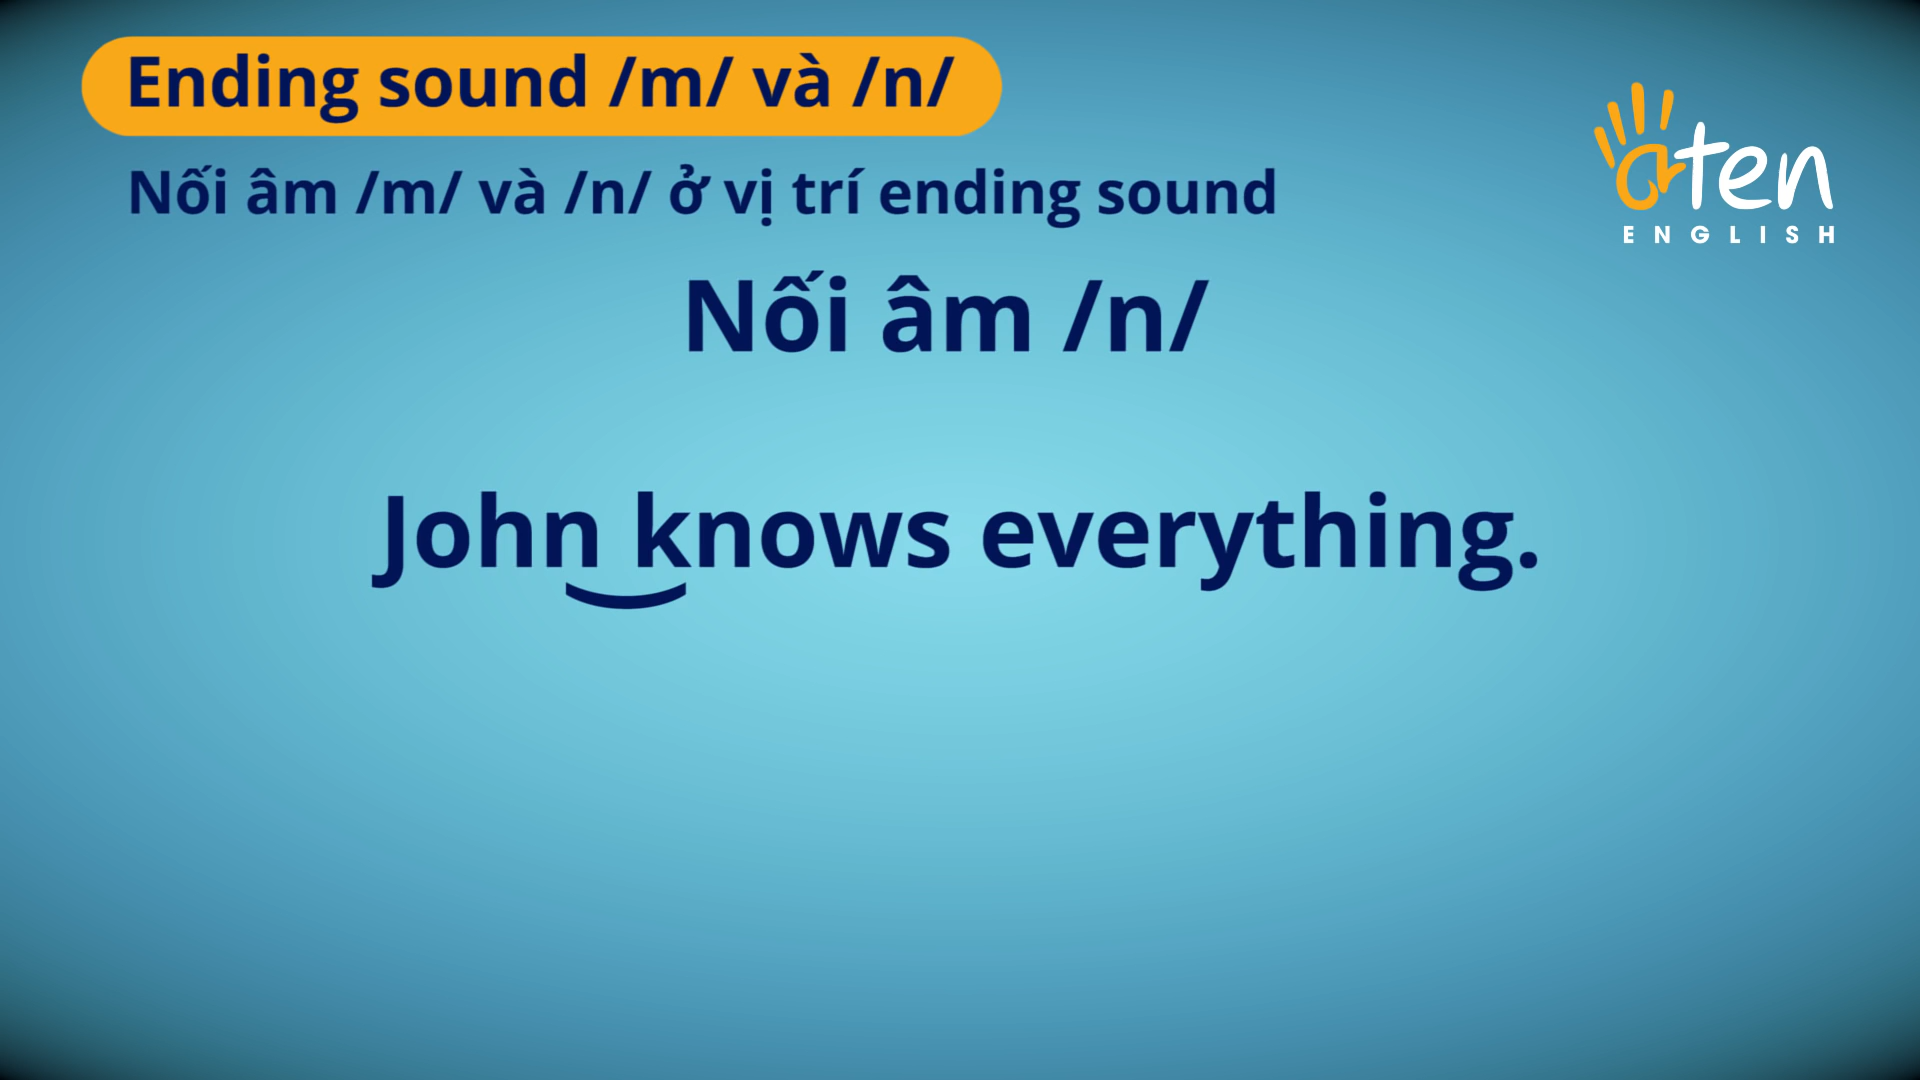 Ending sound /m/ và /n/
Nối âm /m/ và /n/ ở vị trí ending sound
aten
ENGLISH
Nối âm /n/
John knows everything.